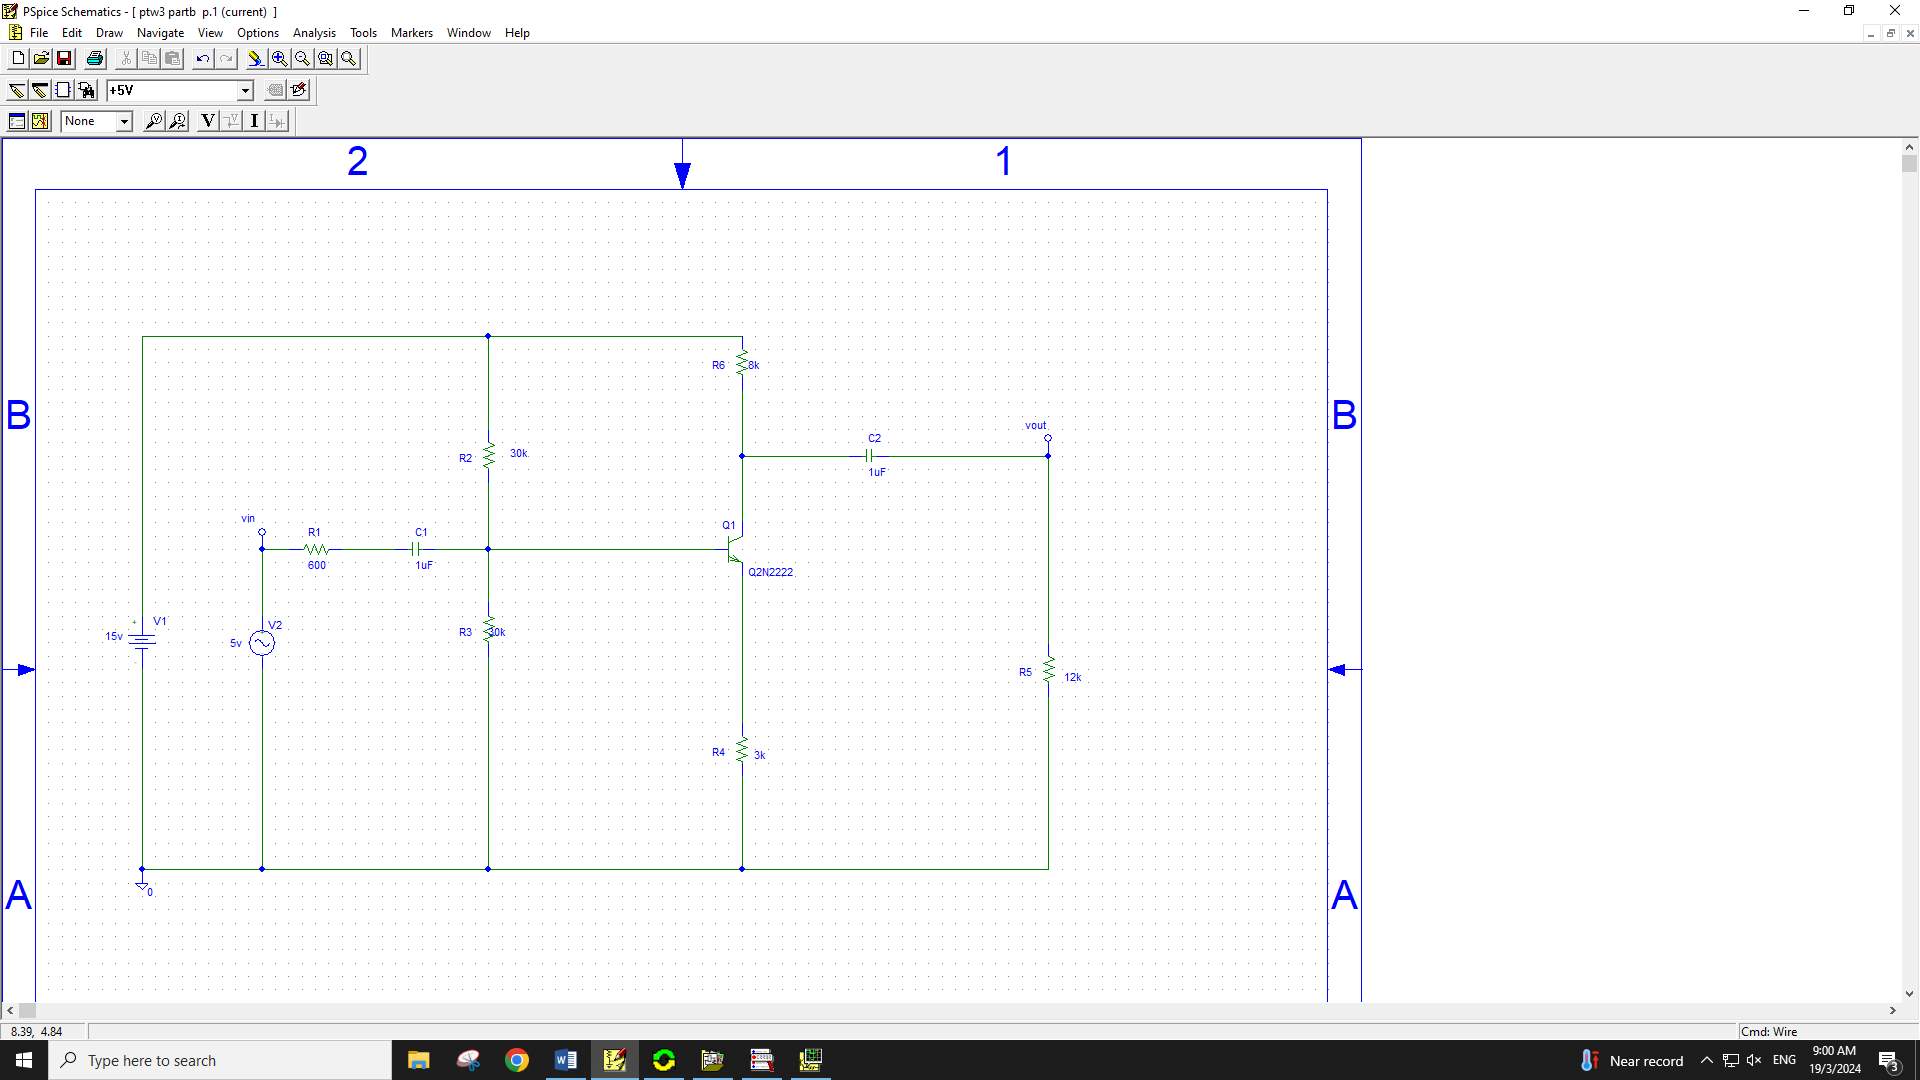 PSpice Schematics - [ ptw3 partb  p.1 (current)  ]
File Edit Draw Navigate View Options Analysis Tools Markers Window Help
+5V
None V V I
2 1
R6 8k
B B
vout
C2
R2 30k
1uF
vin
Q1
R1 C1
600 1uF
Q2N2222
+ V1
V2
15v
R3 30k
5v
R5 12k
R4 3k
0
A A
8.39, 4.84 Cmd: Wire
Type here to search
Near record
ENG
9:00 AM
19/3/2024
3